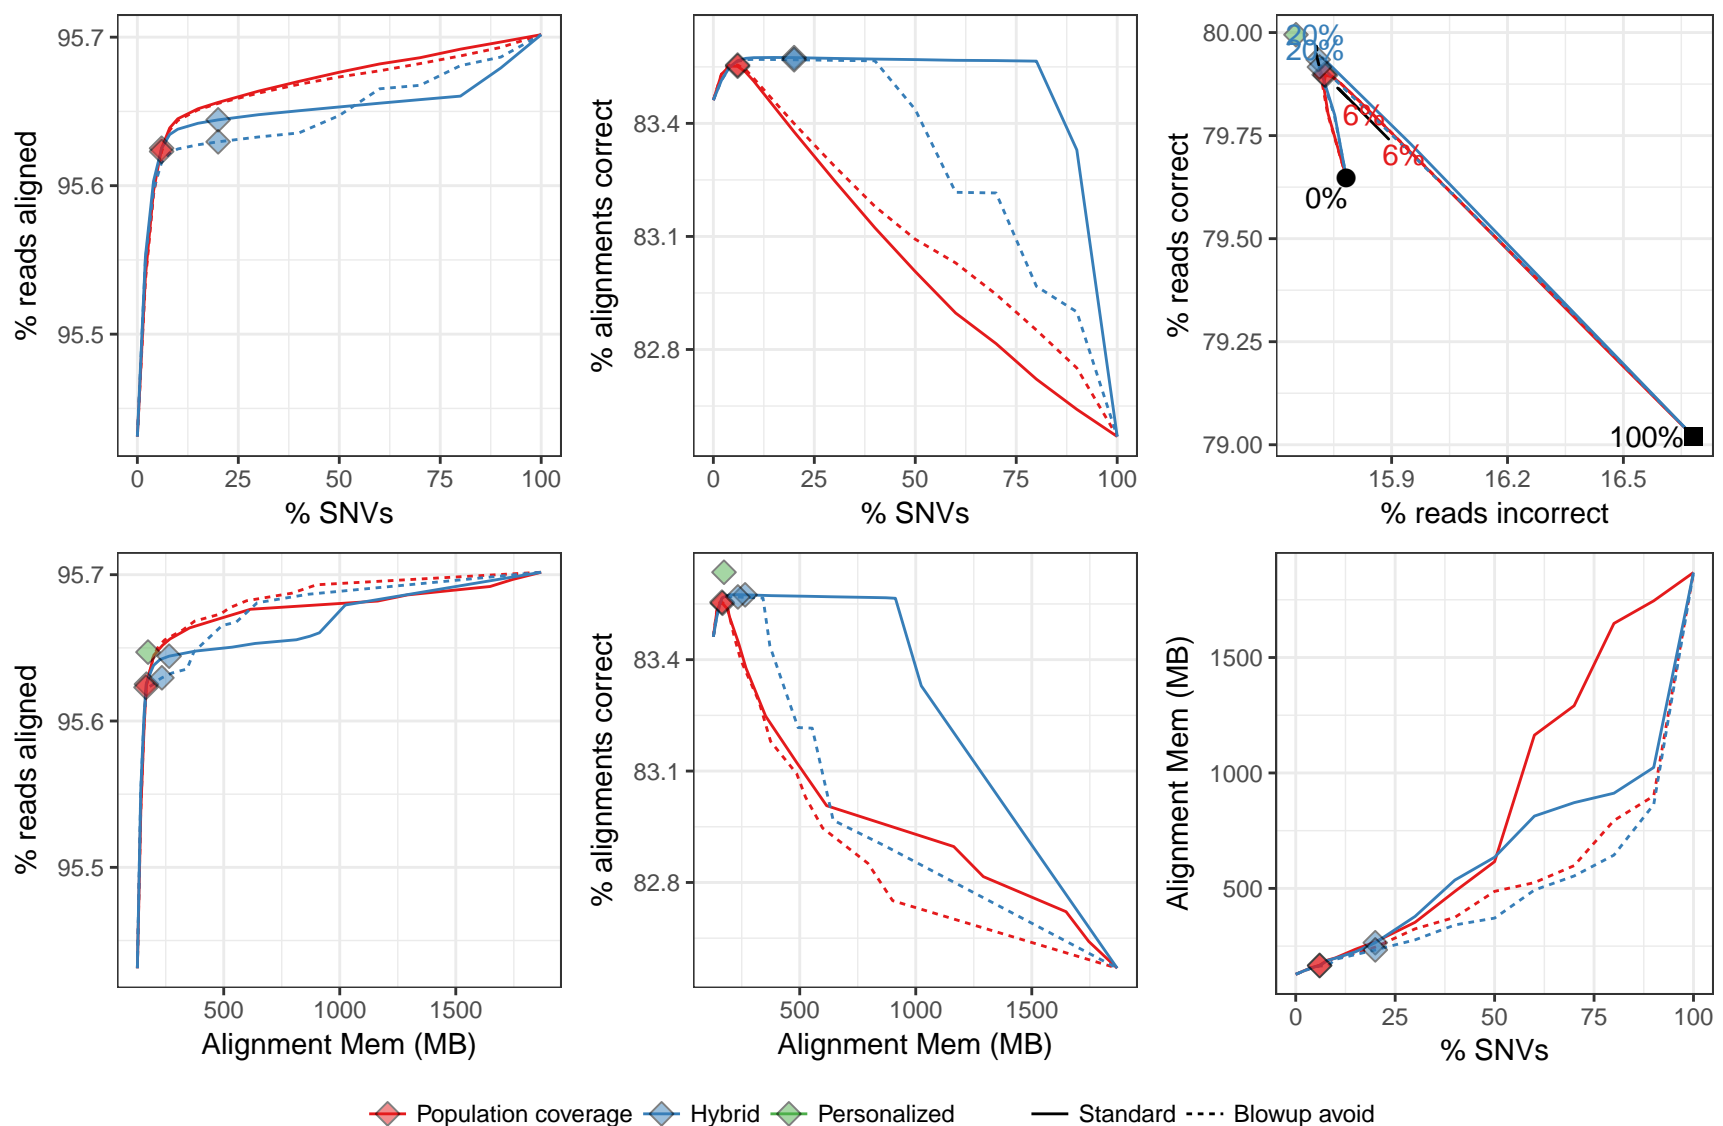 95.7
95.6
95.5
% reads aligned
0 25 50 75 100
% SNVs
83.4
83.1
82.8
% alignments correct
0 25 50 75 100
% SNVs
80.00
79.75
79.50
79.25
79.00
% reads correct
20%
20%
6%
6%
0%
100%
15.9 16.2 16.5
% reads incorrect
95.7
95.6
95.5
% reads aligned
500 1000 1500
Alignment Mem (MB)
83.4
83.1
82.8
% alignments correct
500 1000 1500
Alignment Mem (MB)
1500
1000
500
Alignment Mem (MB)
0 25 50 75 100
% SNVs
Population coverage Hybrid Personalized Standard Blowup avoid